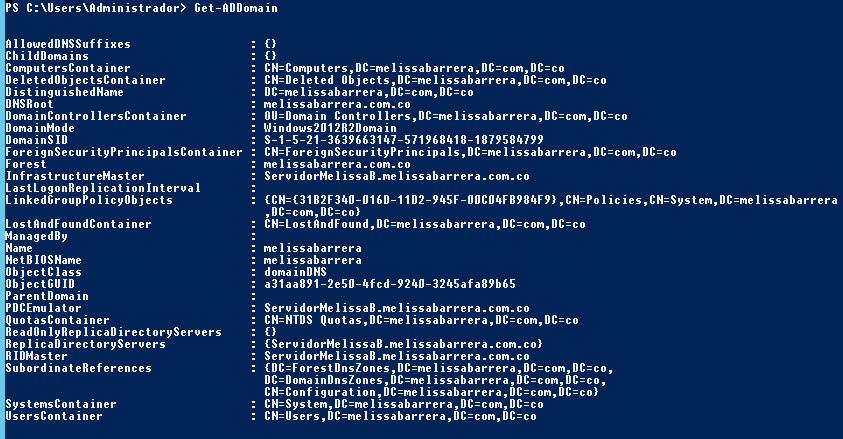 PS C:\Users\Administrador> Get-ADDomain
AllowedDNSSuffixes : {}
ChildDomains : {}
ComputersContainer : CN=Computers,DC=melissabarrera,DC=com,DC=co
DeletedObjectsContainer : CN=Deleted Objects,DC=melissabarrera,DC=com,DC=co
DistinguishedName : DC=melissabarrera,DC=com,DC=co
DNSRoot : melissabarrera.com.co
DomainControllersContainer : OU=Domain Controllers,DC=melissabarrera,DC=com,DC=co
DomainMode : Windows2012R2Domain
DomainSID : S-1-5-21-3639663147-571968418-1879584799
ForeignSecurityPrincipalsContainer : CN=ForeignSecurityPrincipals,DC=melissabarrera,DC=com,DC=co
Forest : melissabarrera.com.co
InfrastructureMaster : ServidorMelissaB.melissabarrera.com.co
LastLogonReplicationInterval :
LinkedGroupPolicyObjects : {CN={31B2F340-016D-11D2-945F-00C04FB984F9},CN=Policies,CN=System,DC=melissabarrera
,DC=com,DC=co}
LostAndFoundContainer : CN=LostAndFound,DC=melissabarrera,DC=com,DC=co
ManagedBy :
Name : melissabarrera
NetBIOSName : melissabarrera
ObjectClass : domainDNS
ObjectGUID : a31aa891-2e50-4fcd-9240-3245afa89b65
ParentDomain :
PDCEmulator : ServidorMelissaB.melissabarrera.com.co
QuotasContainer : CN=NTDS Quotas,DC=melissabarrera,DC=com,DC=co
ReadOnlyReplicaDirectoryServers : {}
ReplicaDirectoryServers : {ServidorMelissaB.melissabarrera.com.co}
RIDMaster : ServidorMelissaB.melissabarrera.com.co
SubordinateReferences : {DC=ForestDnsZones,DC=melissabarrera,DC=com,DC=co,
DC=DomainDnsZones,DC=melissabarrera,DC=com,DC=co,
CN=Configuration,DC=melissabarrera,DC=com,DC=co}
SystemsContainer : CN=System,DC=melissabarrera,DC=com,DC=co
UsersContainer : CN=Users,DC=melissabarrera,DC=com,DC=co